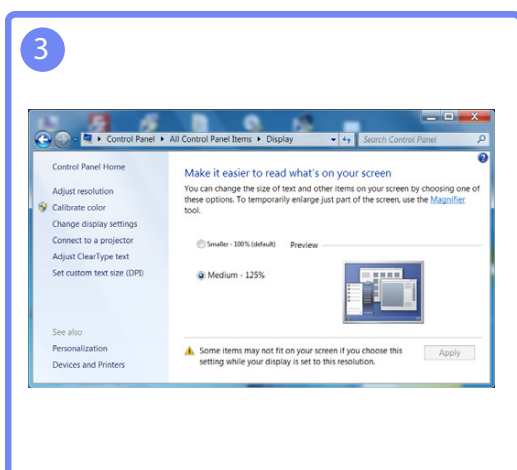 3
Control Panel ▸ All Control Panel Items ▸ Display
Search Control Panel
Control Panel Home
Adjust resolution
Calibrate color
Change display settings
Connect to a projector
Adjust ClearType text
Set custom text size (DPI)
See also
Personalization
Devices and Printers
Make it easier to read what's on your screen
You can change the size of text and other items on your screen by choosing one of
these options. To temporarily enlarge just part of the screen, use the Magnifier
tool.
Smaller - 100% (default) Preview
Medium - 125%
Some items may not fit on your screen if you choose this
setting while your display is set to this resolution.
Apply